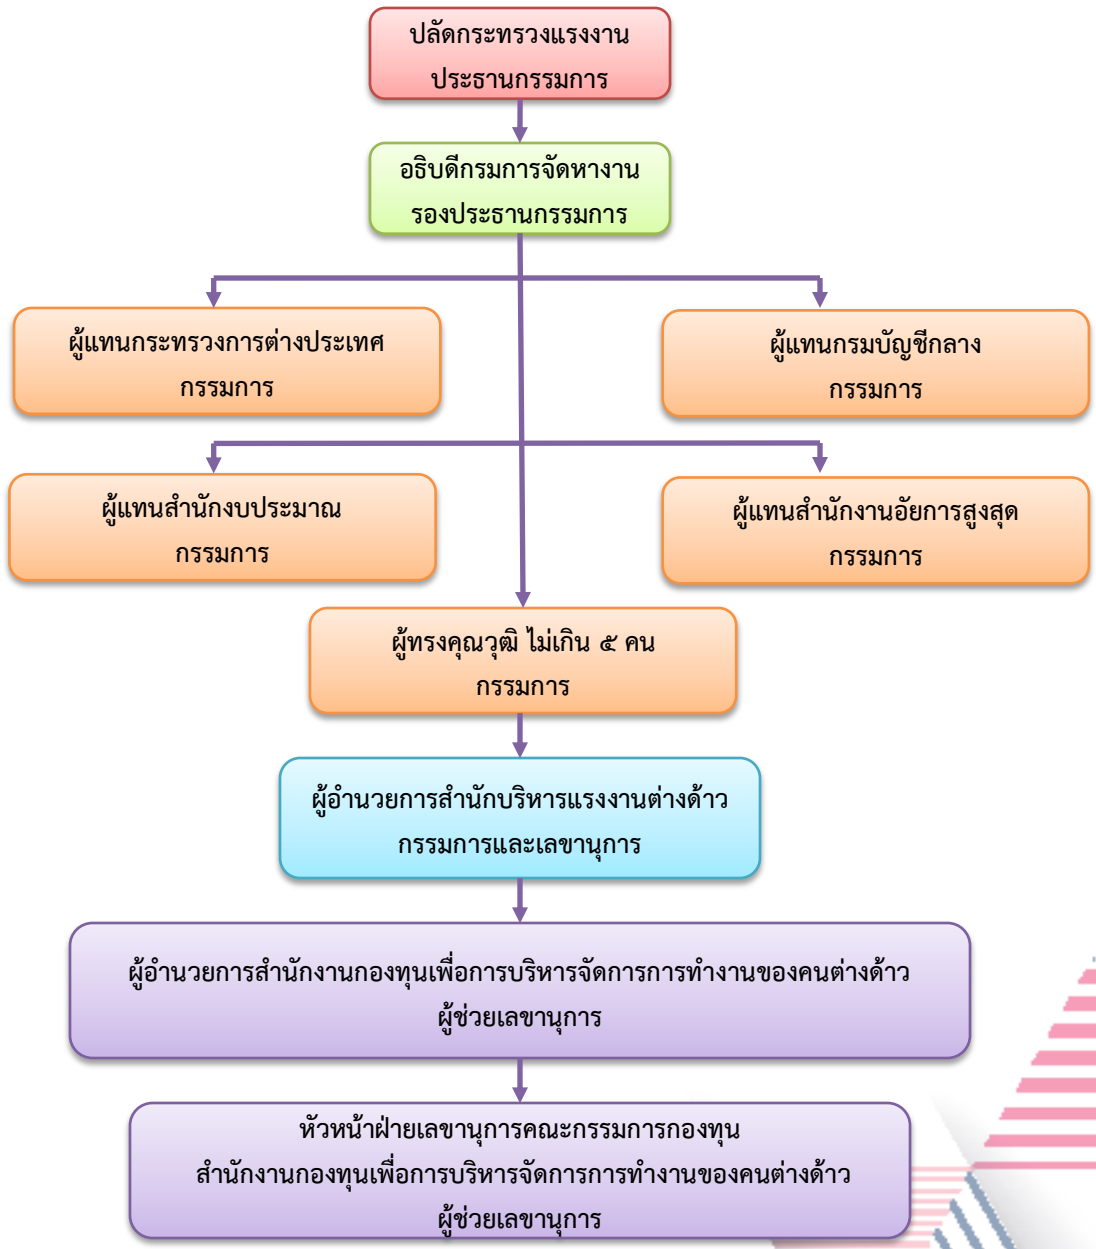 ปลัดกระทรวงแรงงาน
ประธานกรรมการ
อธิบดีกรมการจัดหางาน
รองประธานกรรมการ
ผู้แทนกระทรวงการต่างประเทศ
กรรมการ
ผู้แทนกรมบัญชีกลาง
กรรมการ
ผู้แทนสำนักงบประมาณ
กรรมการ
ผู้แทนสำนักงานอัยการสูงสุด
กรรมการ
ผู้ทรงคุณวุฒิ ไม่เกิน ๕ คน
กรรมการ
ผู้อำนวยการสำนักบริหารแรงงานต่างด้าว
กรรมการและเลขานุการ
ผู้อำนวยการสำนักงานกองทุนเพื่อการบริหารจัดการการทำงานของคนต่างด้าว
ผู้ช่วยเลขานุการ
หัวหน้าฝ่ายเลขานุการคณะกรรมการกองทุน
สำนักงานกองทุนเพื่อการบริหารจัดการการทำงานของคนต่างด้าว
ผู้ช่วยเลขานุการ